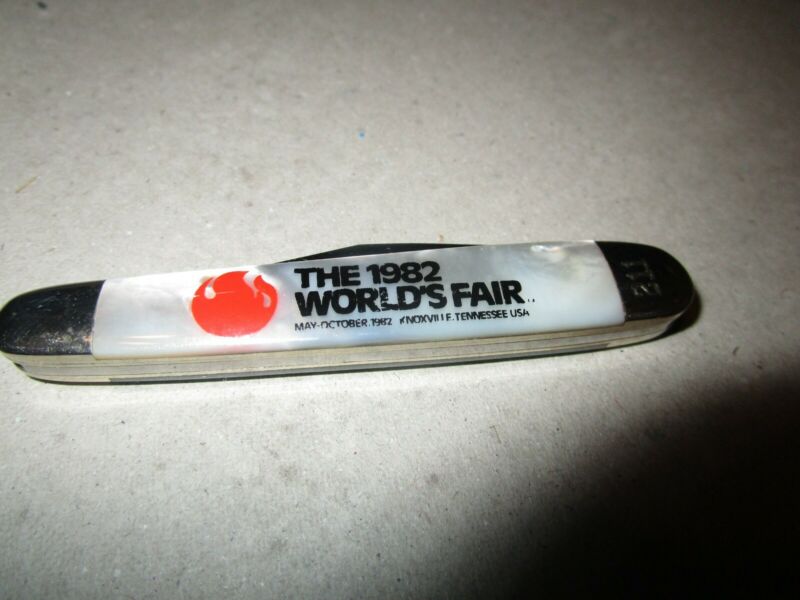 THE 1982
WORLD'S FAIR
MAY-OCTOBER 1982 KNOXVILLE, TENNESSEE USA